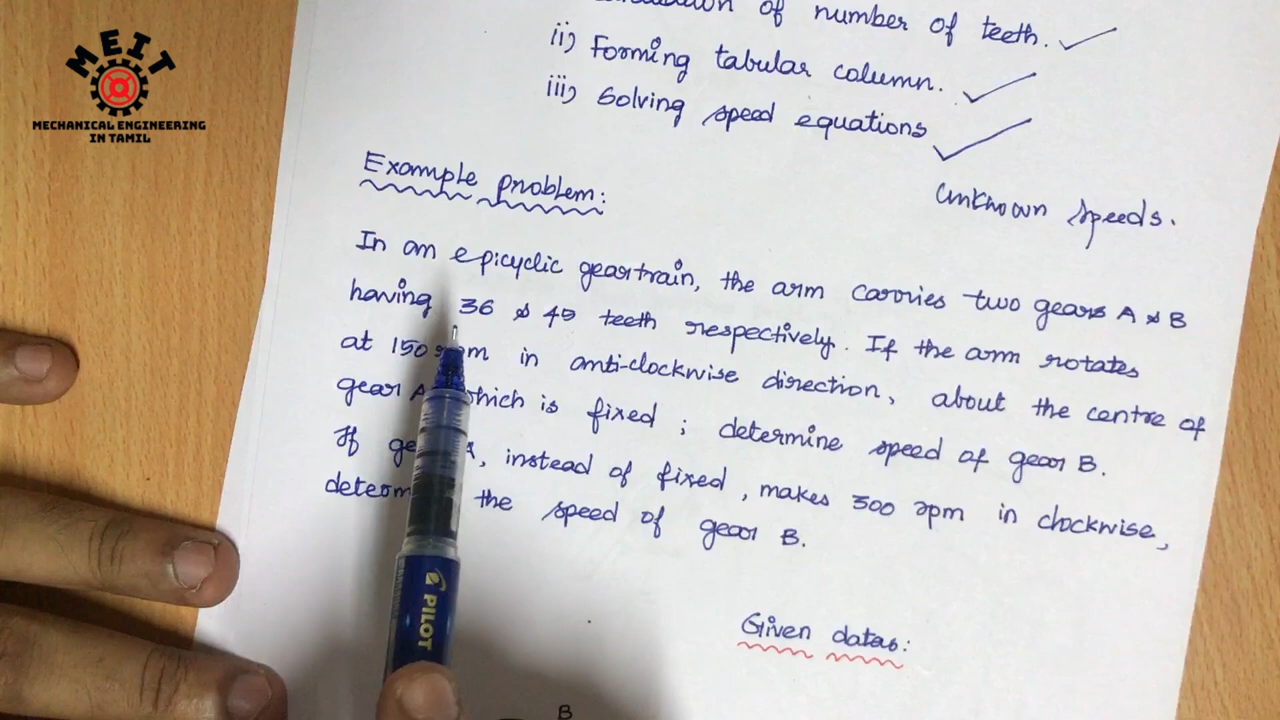 MEIT
MECHANICAL ENGINEERING
IN TAMIL
of number of teeth.
ii) Forming tabular column.
iii) Solving speed equations
unknown speeds.
Example problem:
In an epicyclic geartrain, the arm carries two gears A & B
having 36 & 45 teeth respectively. If the arm rotates
at 150 in anti-clockwise direction, about the centre of
gear which is fixed; determine speed of gear B.
If A, instead of fixed, makes 300 rpm in clockwise,
the speed of gear B.
Given datas:
PILOT
B